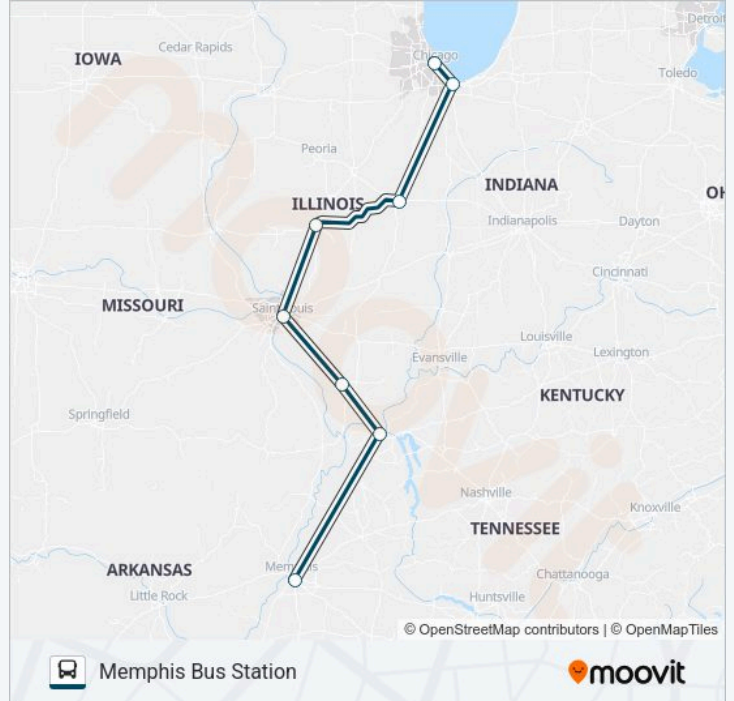 Detroit
Cedar Rapids
IOWA
Chicago
Toledo
Peoria
INDIANA
OH
ILLINOIS
Indianapolis
Dayton
Cincinnati
MISSOURI
Saint Louis
Louisville
Evansville
Lexington
KENTUCKY
Springfield
Nashville
Knoxville
TENNESSEE
ARKANSAS
Memphis
Chattanooga
Little Rock
Huntsville
© OpenStreetMap contributors | © OpenMapTiles
Memphis Bus Station
moovit